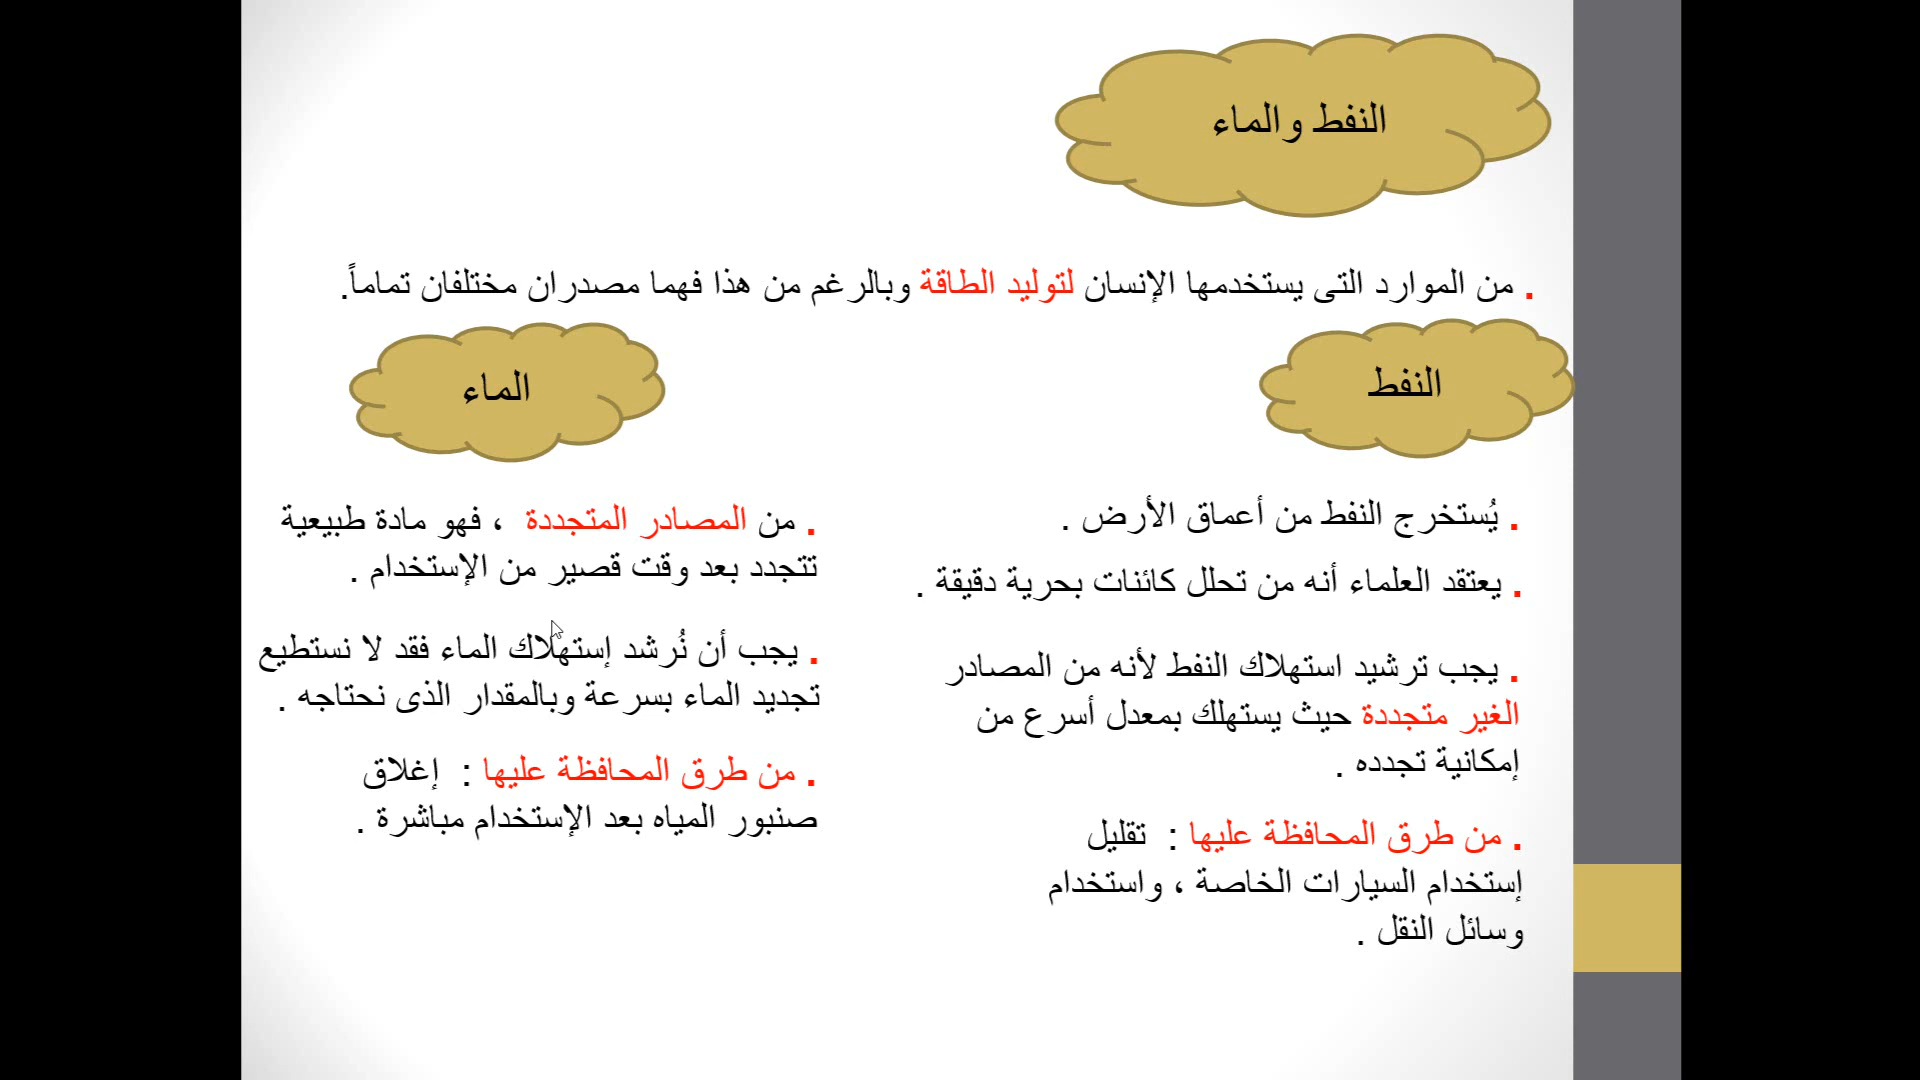 النفط والماء
. من الموارد التى يستخدمها الإنسان لتوليد الطاقة وبالرغم من هذا فهما مصدران مختلفان تماماً.
النفط
. يُستخرج النفط من أعماق الأرض .
. يعتقد العلماء أنه من تحلل كائنات بحرية دقيقة .
. يجب ترشيد استهلاك النفط لأنه من المصادر
الغير متجددة حيث يستهلك بمعدل أسرع من
إمكانية تجدده .
. من طرق المحافظة عليها : تقليل
إستخدام السيارات الخاصة ، واستخدام
وسائل النقل .
الماء
. من المصادر المتجددة ، فهو مادة طبيعية
تتجدد بعد وقت قصير من الإستخدام .
. يجب أن نُرشد إستهلاك الماء فقد لا نستطيع
تجديد الماء بسرعة وبالمقدار الذى نحتاجه .
. من طرق المحافظة عليها : إغلاق
صنبور المياه بعد الإستخدام مباشرة .